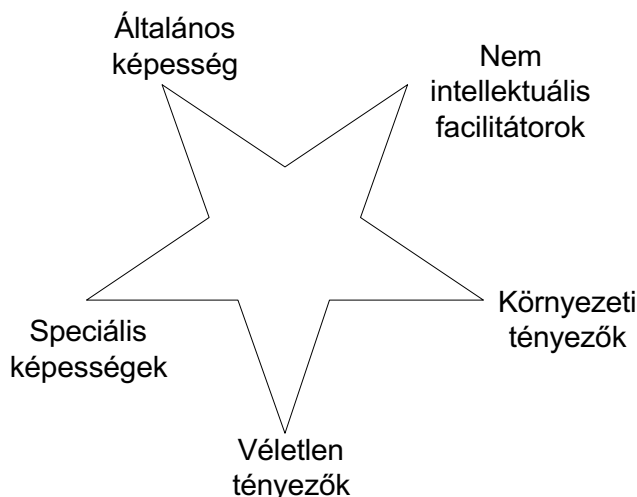 Általános
képesség
Nem
intellektuális
facilitátorok
Speciális
képességek
Környezeti
tényezők
Véletlen
tényezők